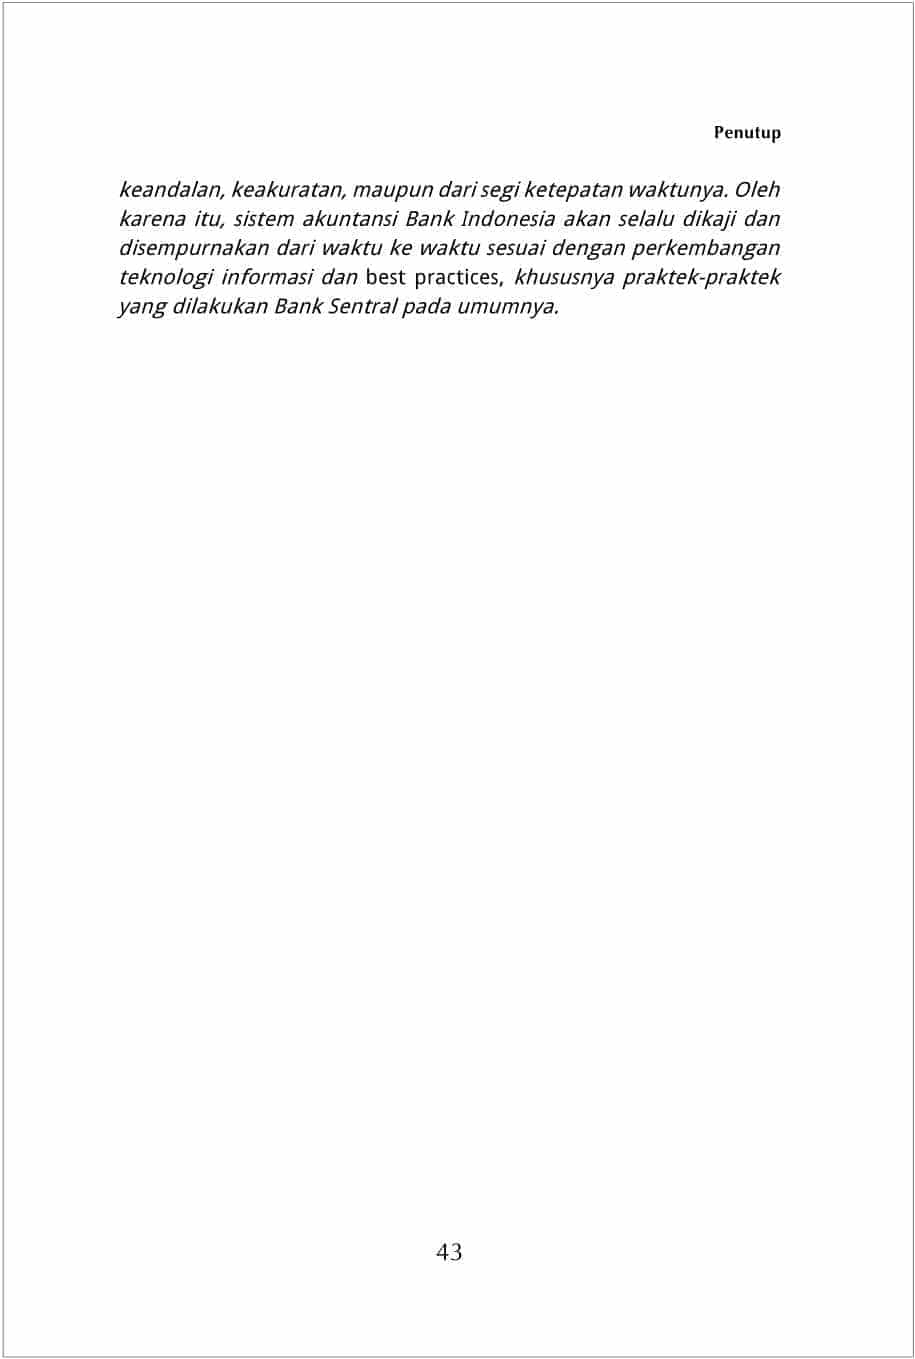 Penutup
keandalan, keakuratan, maupun dari segi ketepatan waktunya. Oleh
karena itu, sistem akuntansi Bank Indonesia akan selalu dikaji dan
disempurnakan dari waktu ke waktu sesuai dengan perkembangan
teknologi informasi dan best practices, khususnya praktek-praktek
yang dilakukan Bank Sentral pada umumnya.
43